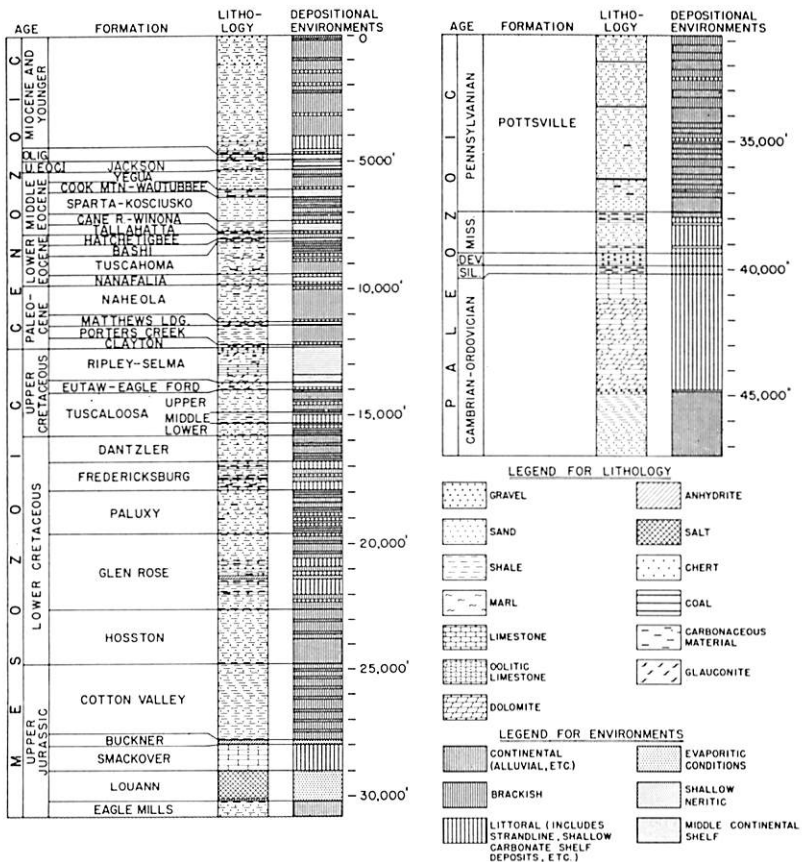 AGE
FORMATION
LITHO-
LOGY
DEPOSITIONAL
ENVIRONMENTS
CENOZOIC
MIOCENE AND
YOUNGER
OLIG.
U.EOC.
JACKSON
MIDDLE
EOCENE
YEGUA
COOK MTN-WAUTUBBEE
SPARTA-KOSCIUSKO
CANE R.-WINONA
TALLAHATTA
LOWER
EOCENE
HATCHETIGBEE
BASHI
TUSCAHOMA
NANAFALIA
PALEO-
CENE
NAHEOLA
MATTHEWS LDG.
PORTERS CREEK
CLAYTON
MESOZOIC
UPPER
CRETACEOUS
RIPLEY-SELMA
EUTAW-EAGLE FORD
TUSCALOOSA
UPPER
MIDDLE
LOWER
LOWER CRETACEOUS
DANTZLER
FREDERICKSBURG
PALUXY
GLEN ROSE
HOSSTON
UPPER
JURASSIC
COTTON VALLEY
BUCKNER
SMACKOVER
LOUANN
EAGLE MILLS
0
5000'
10,000'
15,000'
20,000'
25,000'
30,000'
AGE
FORMATION
LITHO-
LOGY
DEPOSITIONAL
ENVIRONMENTS
PALEOZOIC
PENNSYLVANIAN
POTTSVILLE
MISS.
DEV.
SIL.
CAMBRIAN-ORDOVICIAN
35,000'
40,000'
45,000'
LEGEND FOR LITHOLOGY
GRAVEL
SAND
SHALE
MARL
LIMESTONE
OOLITIC
LIMESTONE
DOLOMITE
ANHYDRITE
SALT
CHERT
COAL
CARBONACEOUS
MATERIAL
GLAUCONITE
LEGEND FOR ENVIRONMENTS
CONTINENTAL
(ALLUVIAL, ETC.)
BRACKISH
LITTORAL (INCLUDES
STRANDLINE, SHALLOW
CARBONATE SHELF
DEPOSITS, ETC.)
EVAPORITIC
CONDITIONS
SHALLOW
NERITIC
MIDDLE CONTINENTAL
SHELF